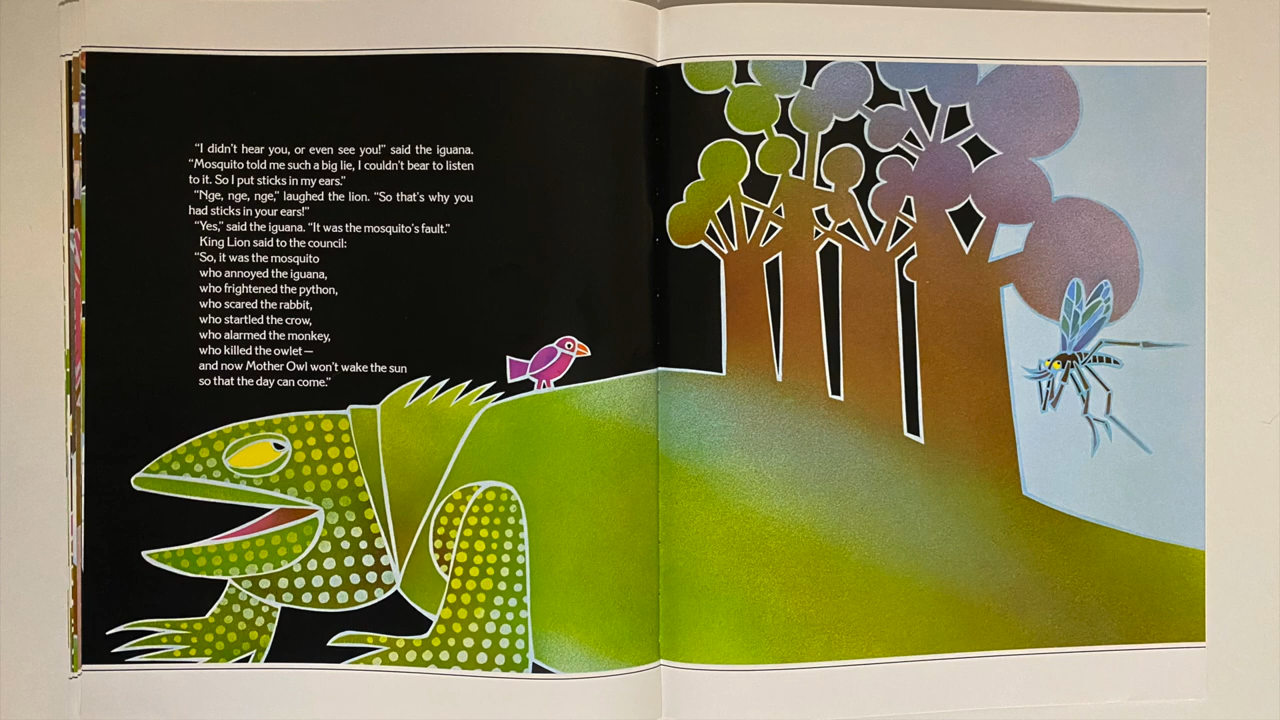 “I didn’t hear you, or even see you!” said the iguana.
“Mosquito told me such a big lie, I couldn’t bear to listen
to it. So I put sticks in my ears.”
“Nge, nge, nge,” laughed the lion. “So that’s why you
had sticks in your ears!”
“Yes,” said the iguana. “It was the mosquito’s fault.”
King Lion said to the council:
“So, it was the mosquito
who annoyed the iguana,
who frightened the python,
who scared the rabbit,
who startled the crow,
who alarmed the monkey,
who killed the owlet—
and now Mother Owl won’t wake the sun
so that the day can come.”